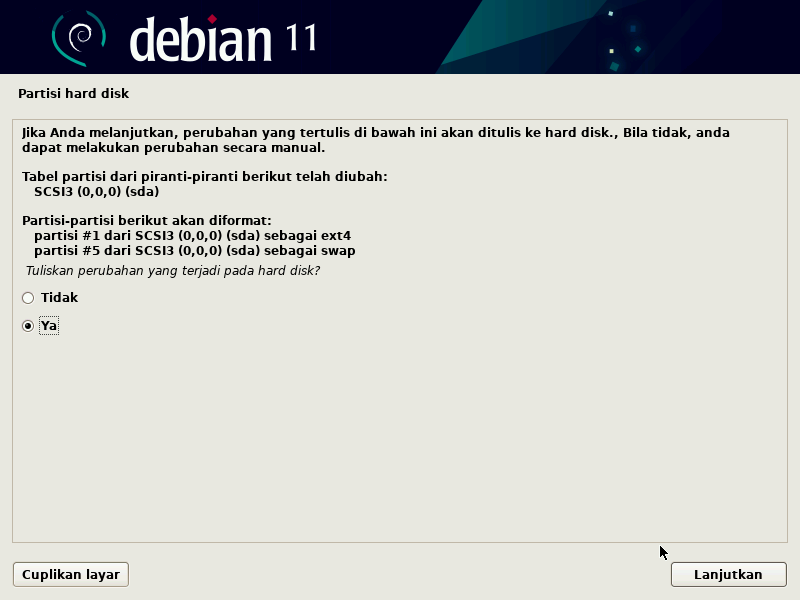 debian 11
Partisi hard disk
Jika Anda melanjutkan, perubahan yang tertulis di bawah ini akan ditulis ke hard disk., Bila tidak, anda
dapat melakukan perubahan secara manual.
Tabel partisi dari piranti-piranti berikut telah diubah:
SCSI3 (0,0,0) (sda)
Partisi-partisi berikut akan diformat:
partisi #1 dari SCSI3 (0,0,0) (sda) sebagai ext4
partisi #5 dari SCSI3 (0,0,0) (sda) sebagai swap
Tuliskan perubahan yang terjadi pada hard disk?
Tidak
Ya
Cuplikan layar
Lanjutkan